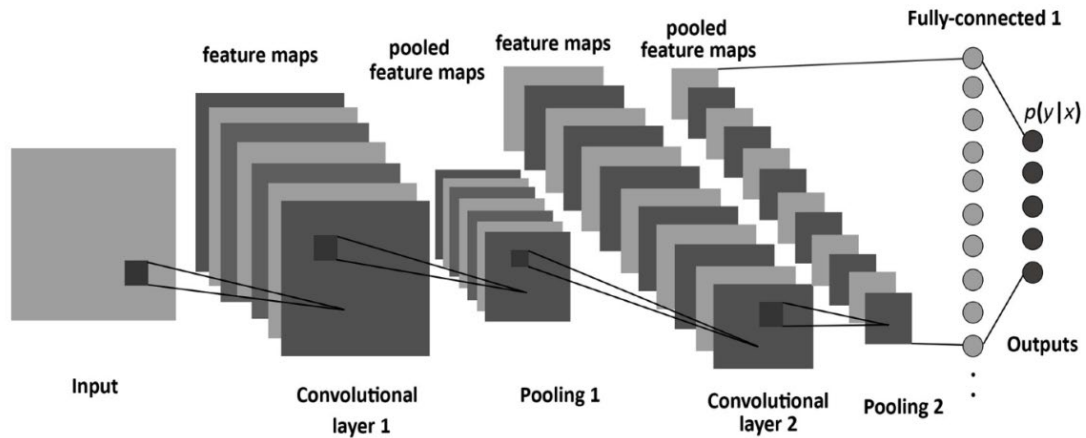 Fully-connected 1
feature maps
pooled
feature maps
feature maps
pooled
feature maps
p(y|x)
Input
Convolutional
layer 1
Pooling 1
Convolutional
layer 2
Pooling 2
Outputs